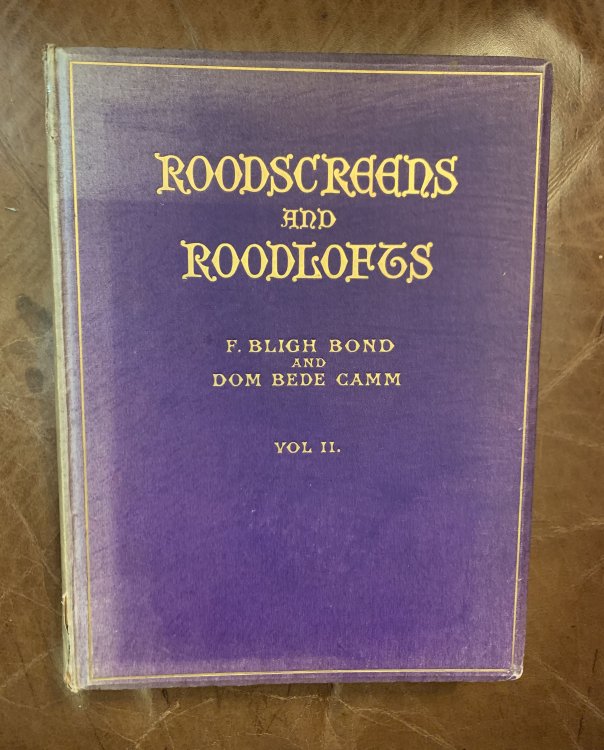 ROODSCREENS
AND
ROODLOFTS
F. BLIGH BOND
AND
DOM BEDE CAMM
VOL II.